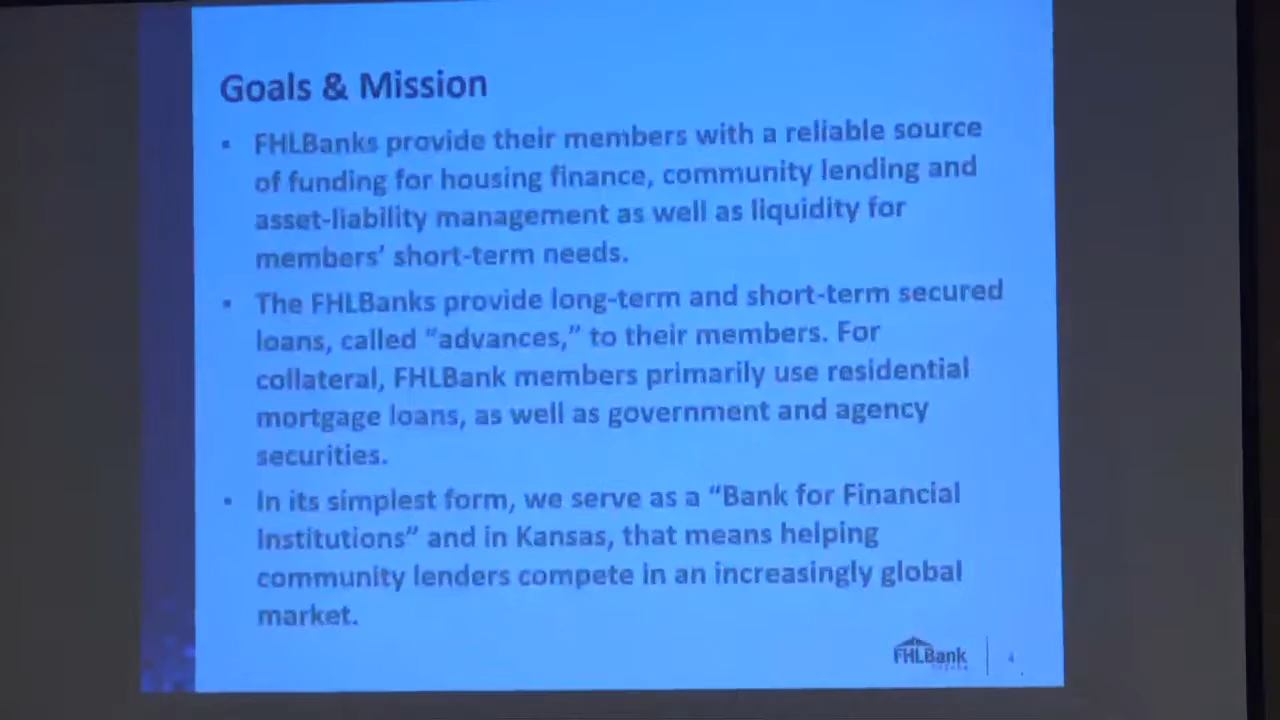 Goals & Mission
▪ FHLBanks provide their members with a reliable source
of funding for housing finance, community lending and
asset-liability management as well as liquidity for
members’ short-term needs.
▪ The FHLBanks provide long-term and short-term secured
loans, called “advances,” to their members. For
collateral, FHLBank members primarily use residential
mortgage loans, as well as government and agency
securities.
▪ In its simplest form, we serve as a “Bank for Financial
Institutions” and in Kansas, that means helping
community lenders compete in an increasingly global
market.
FHLBank
4